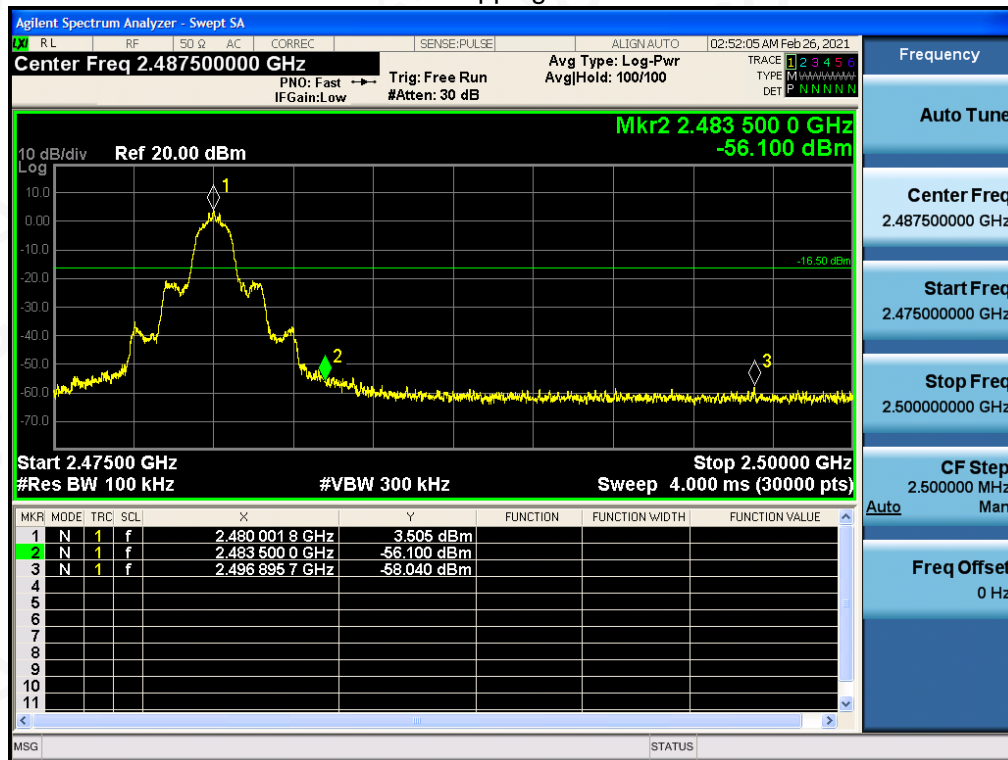 Agilent Spectrum Analyzer - Swept SA
LXI RL RF 50 Ω AC CORREC SENSE:PULSE ALIGNAUTO 02:52:05 AM Feb 26, 2021
Center Freq 2.487500000 GHz
PNO: Fast
IFGain:Low
Trig: Free Run
#Atten: 30 dB
Avg Type: Log-Pwr
Avg|Hold: 100/100
TRACE 1 2 3 4 5 6
TYPE M
DET P N N N N N
Mkr2 2.483 500 0 GHz
-56.100 dBm
10 dB/div Ref 20.00 dBm
Log
10.0
0.00
-10.0
-20.0
-30.0
-40.0
-50.0
-60.0
-70.0
1
-16.50 dBm
2
3
Start 2.47500 GHz Stop 2.50000 GHz
#Res BW 100 kHz #VBW 300 kHz Sweep 4.000 ms (30000 pts)
MKR MODE TRC SCL X Y FUNCTION FUNCTION WIDTH FUNCTION VALUE
1 N 1 f 2.480 001 8 GHz 3.505 dBm
2 N 1 f 2.483 500 0 GHz -56.100 dBm
3 N 1 f 2.496 895 7 GHz -58.040 dBm
4
5
6
7
8
9
10
11
MSG STATUS
Frequency
Auto Tune
Center Freq
2.487500000 GHz
Start Freq
2.475000000 GHz
Stop Freq
2.500000000 GHz
CF Step
2.500000 MHz
Auto Man
Freq Offset
0 Hz